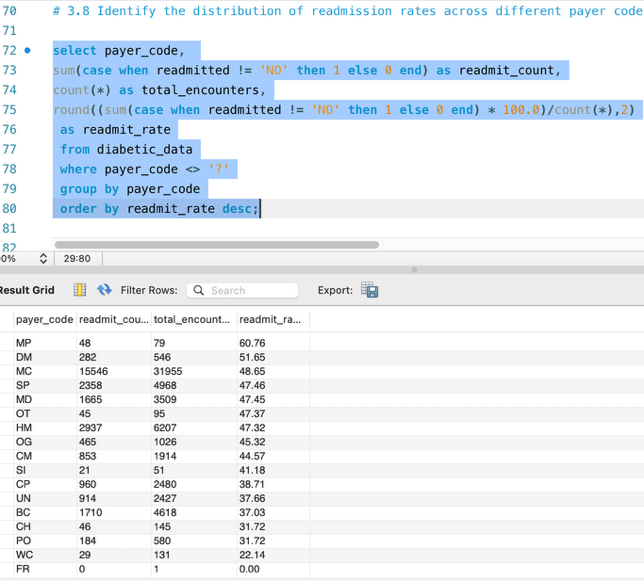 70 # 3.8 Identify the distribution of readmission rates across different payer code
71
72 select payer_code,
73 sum(case when readmitted != 'NO' then 1 else 0 end) as readmit_count,
74 count(*) as total_encounters,
75 round((sum(case when readmitted != 'NO' then 1 else 0 end) * 100.0)/count(*),2)
76 as readmit_rate
77 from diabetic_data
78 where payer_code <> '?'
79 group by payer_code
80 order by readmit_rate desc;
81
82
0% 29:80
Result Grid Filter Rows: Search Export:
payer_code readmit_cou... total_encount... readmit_ra...
MP 48 79 60.76
DM 282 546 51.65
MC 15546 31955 48.65
SP 2358 4968 47.46
MD 1665 3509 47.45
OT 45 95 47.37
HM 2937 6207 47.32
OG 465 1026 45.32
CM 853 1914 44.57
SI 21 51 41.18
CP 960 2480 38.71
UN 914 2427 37.66
BC 1710 4618 37.03
CH 46 145 31.72
PO 184 580 31.72
WC 29 131 22.14
FR 0 1 0.00